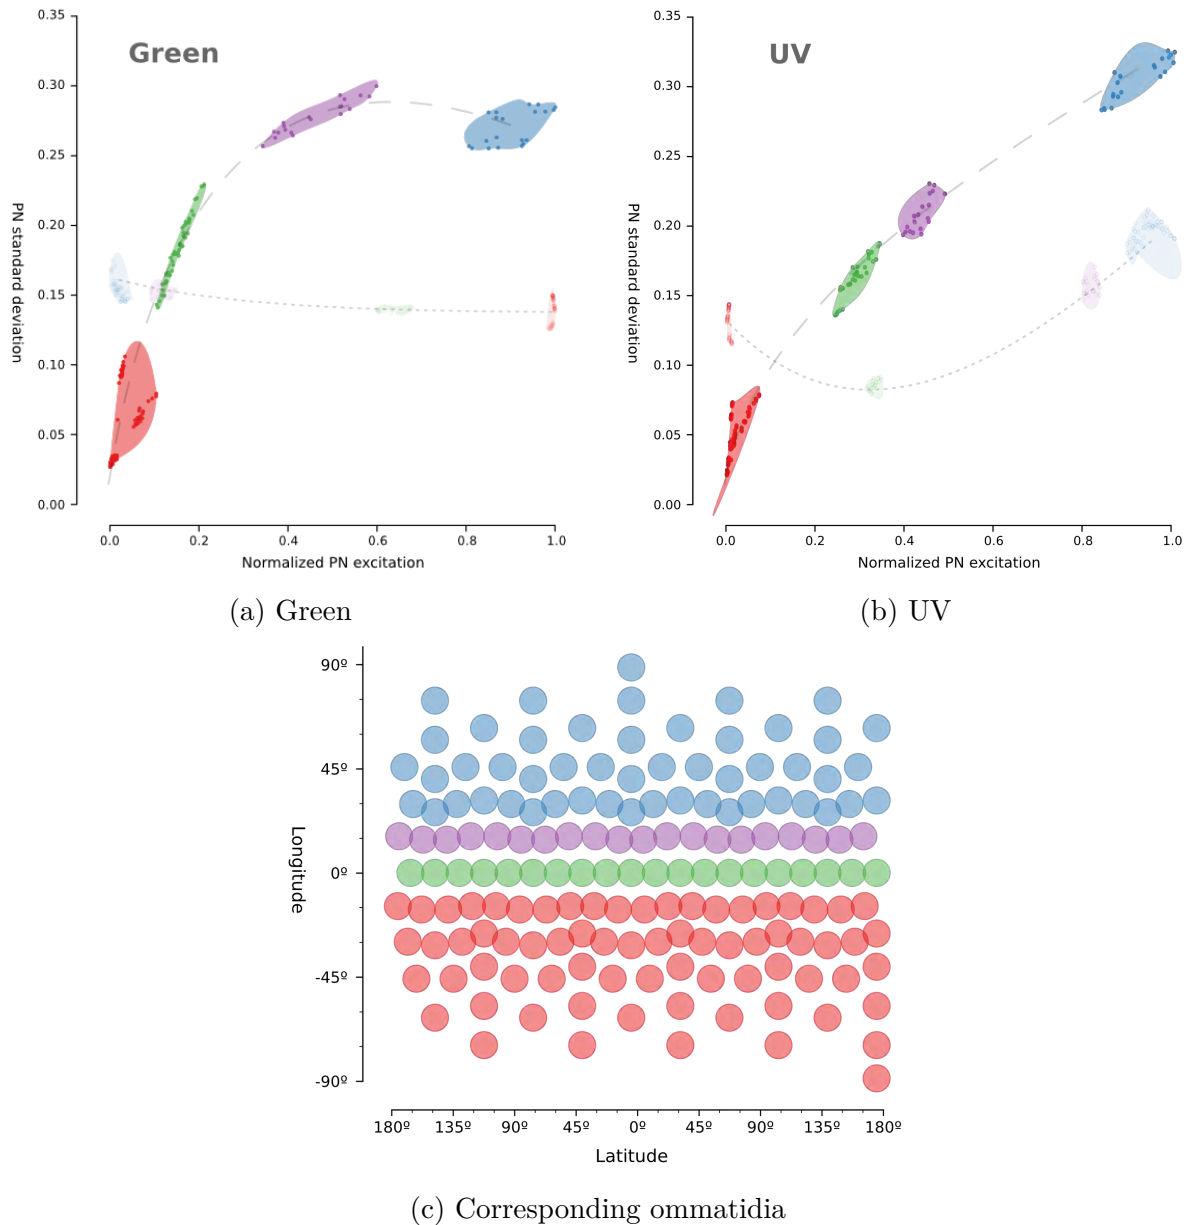 Green
0.35
0.30
0.25
0.20
0.15
0.10
0.05
0.00
PN standard deviation
0.0 0.2 0.4 0.6 0.8 1.0
Normalized PN excitation
(a) Green
UV
0.35
0.30
0.25
0.20
0.15
0.10
0.05
0.00
PN standard deviation
0.0 0.2 0.4 0.6 0.8 1.0
Normalized PN excitation
(b) UV
90º
45º
0º
-45º
-90º
Longitude
180º 135º 90º 45º 0º 45º 90º 135º 180º
Latitude
(c) Corresponding ommatidia